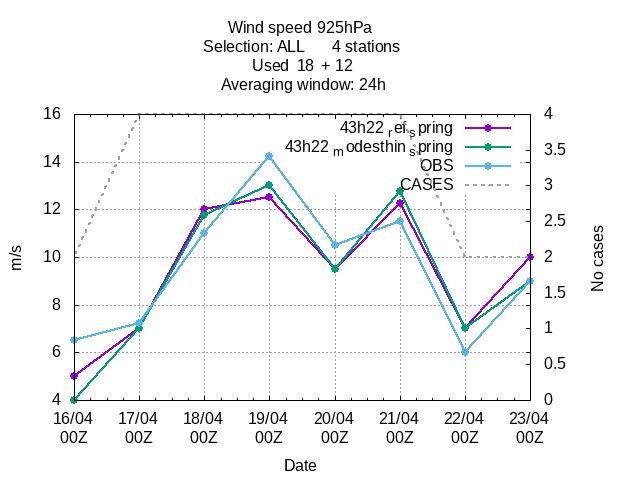 Wind speed 925hPa
Selection: ALL 4 stations
Used 18 + 12
Averaging window: 24h
43h22 ref spring
43h22 modesthin spring
OBS
CASES
16
14
12
10
8
6
4
4
3.5
3
2.5
2
1.5
1
0.5
0
m/s
No cases
16/04 17/04 18/04 19/04 20/04 21/04 22/04 23/04
00Z 00Z 00Z 00Z 00Z 00Z 00Z 00Z
Date